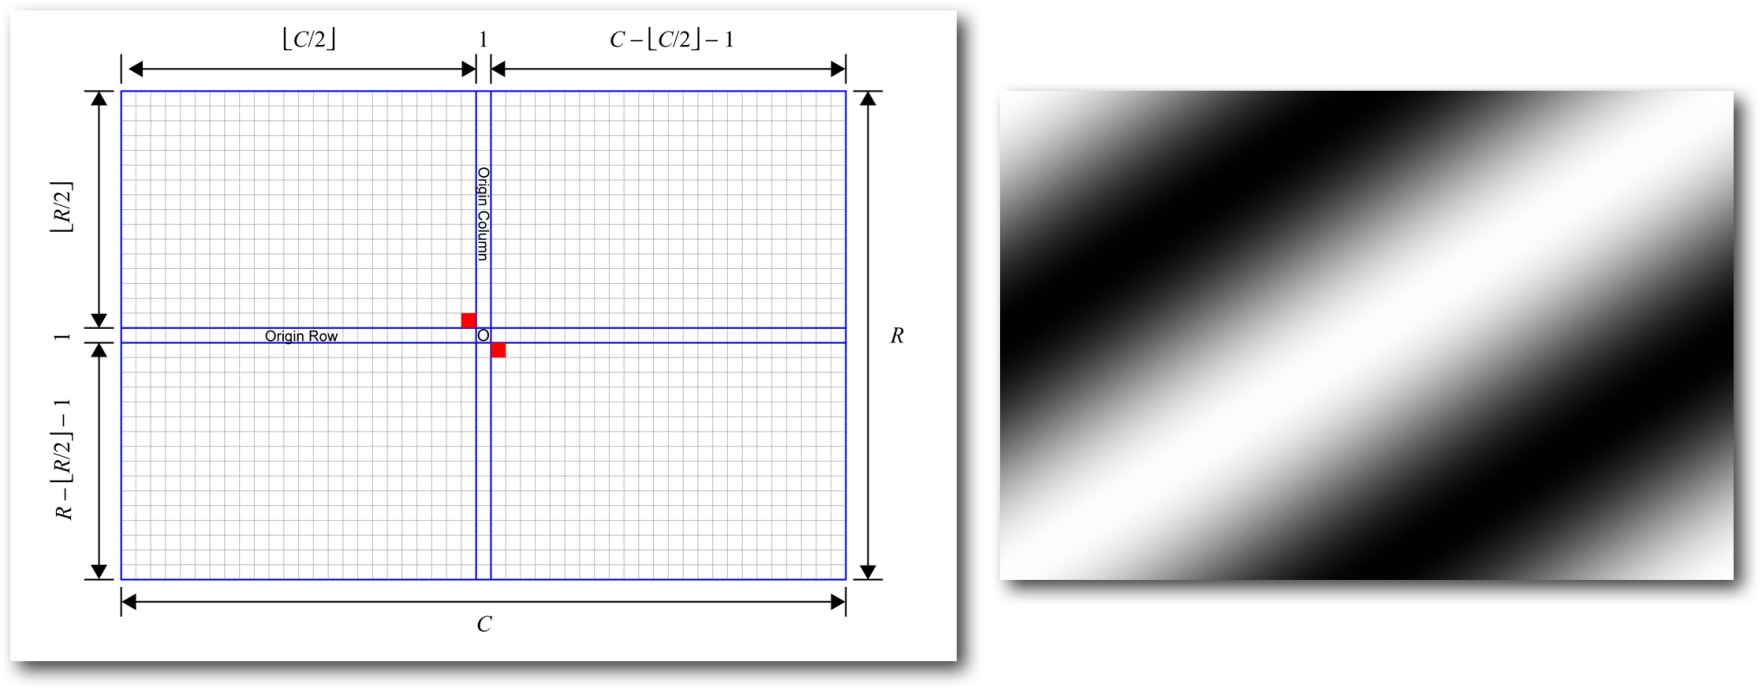 ⌊C/2⌋
1
C – ⌊C/2⌋ – 1
⌊R/2⌋
Origin Column
1
Origin Row
O
R
R – ⌊R/2⌋ – 1
C